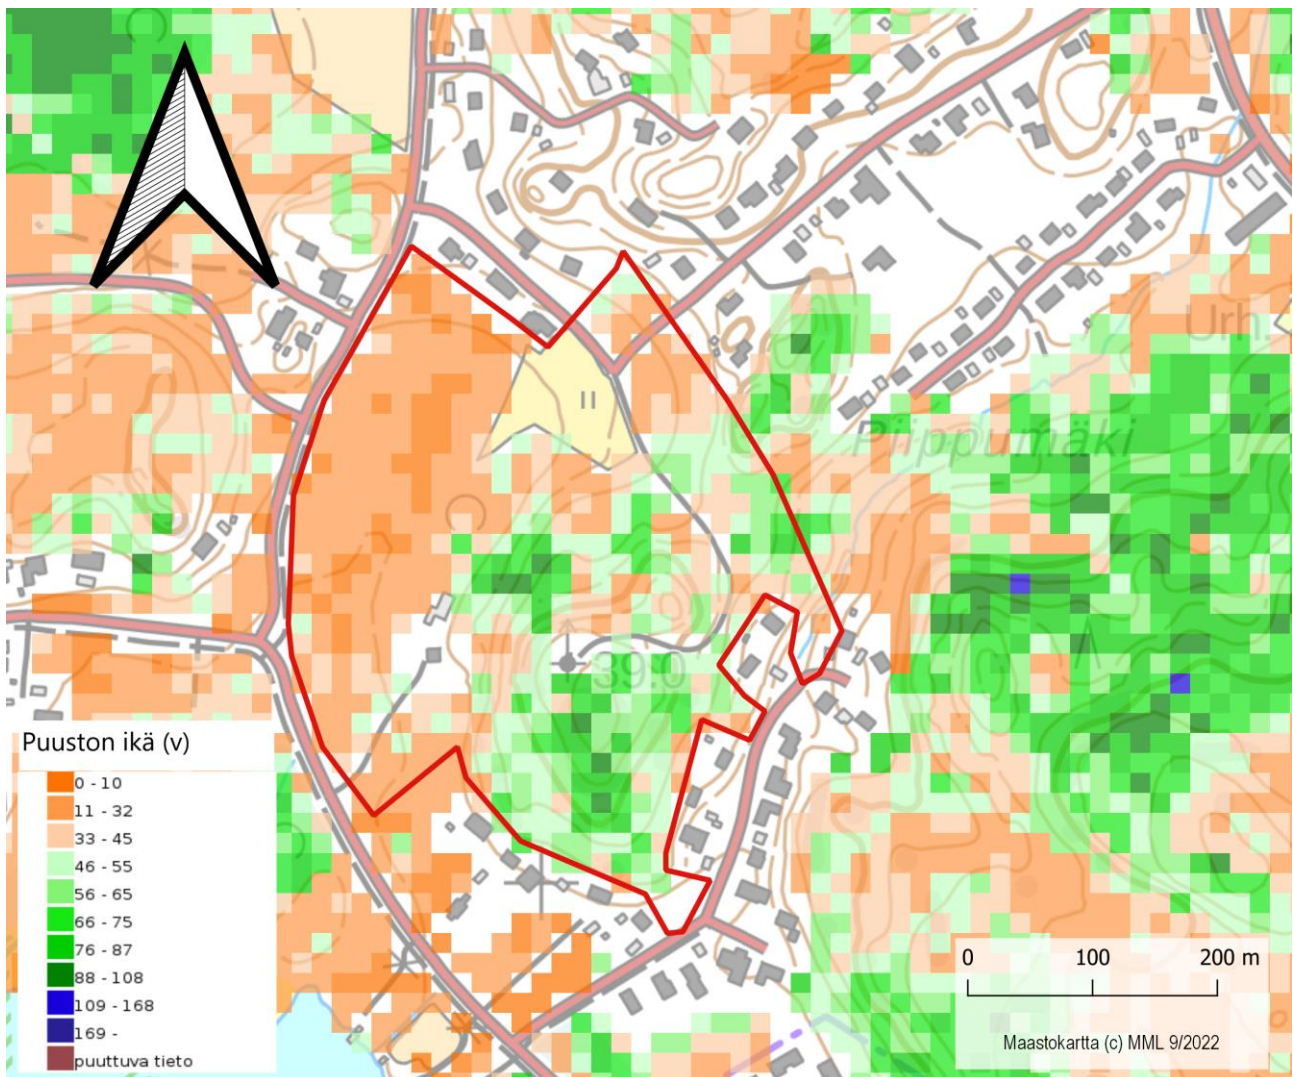 Urh.
II
Piippumäki
39.0
Puuston ikä (v)
0 - 10
11 - 32
33 - 45
46 - 55
56 - 65
66 - 75
76 - 87
88 - 108
109 - 168
169 -
puuttuva tieto
0 100 200 m
Maastokartta (c) MML 9/2022